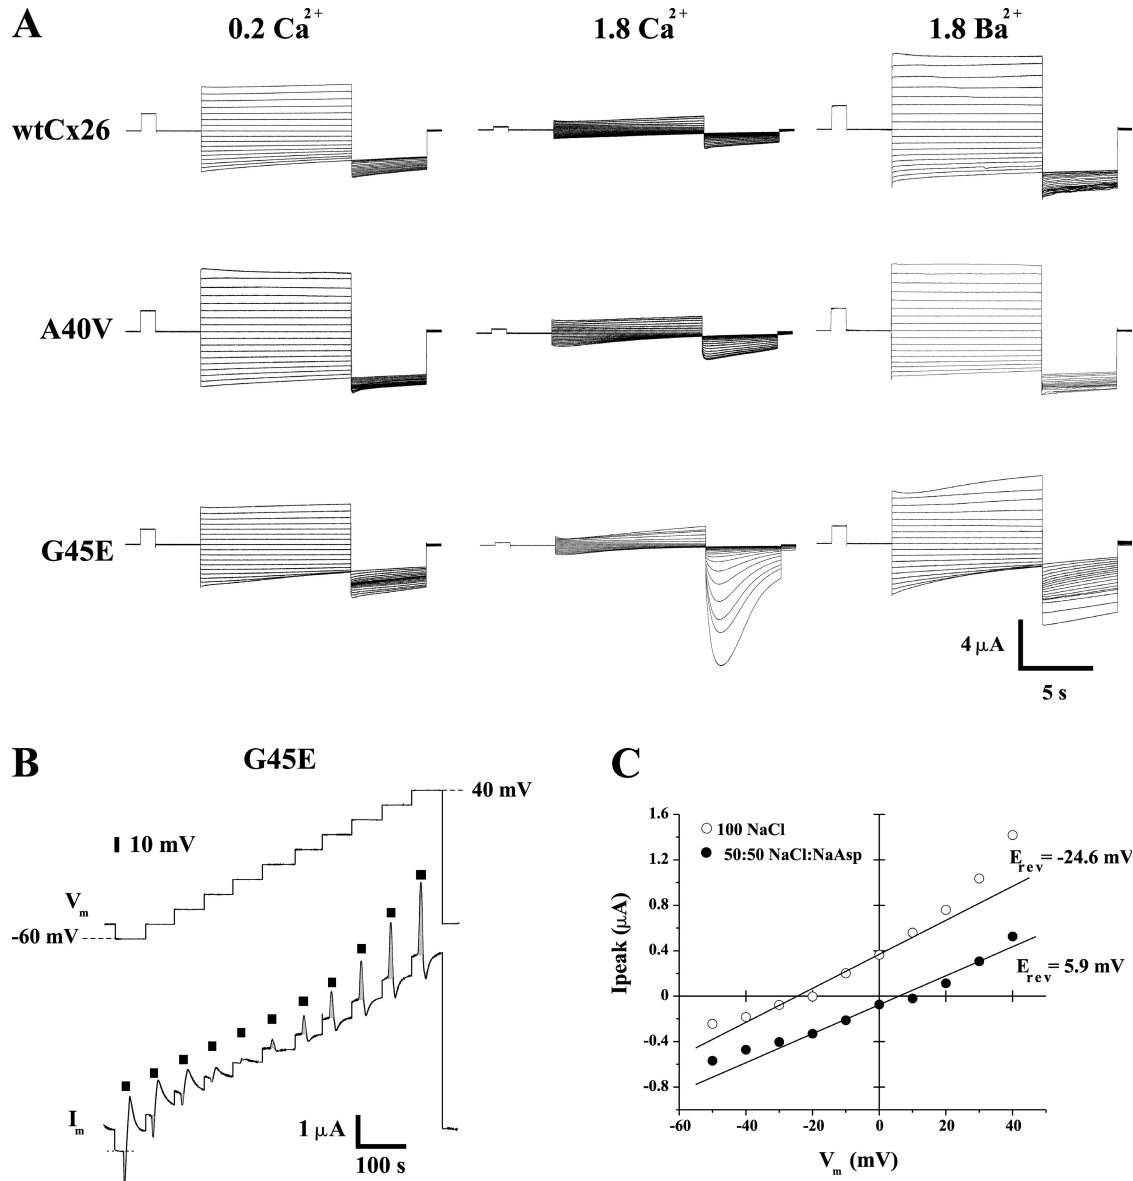 A
0.2 Ca2+
1.8 Ca2+
1.8 Ba2+
wtCx26
A40V
G45E
4 μA
5 s
B
G45E
40 mV
10 mV
Vm
-60 mV
Im
1 μA
100 s
C
100 NaCl
50:50 NaCl:NaAsp
Erev= -24.6 mV
Erev= 5.9 mV
Ipeak (μA)
1.6
1.2
0.8
0.4
0
-0.4
-0.8
-60
-40
-20
0
20
40
Vm (mV)